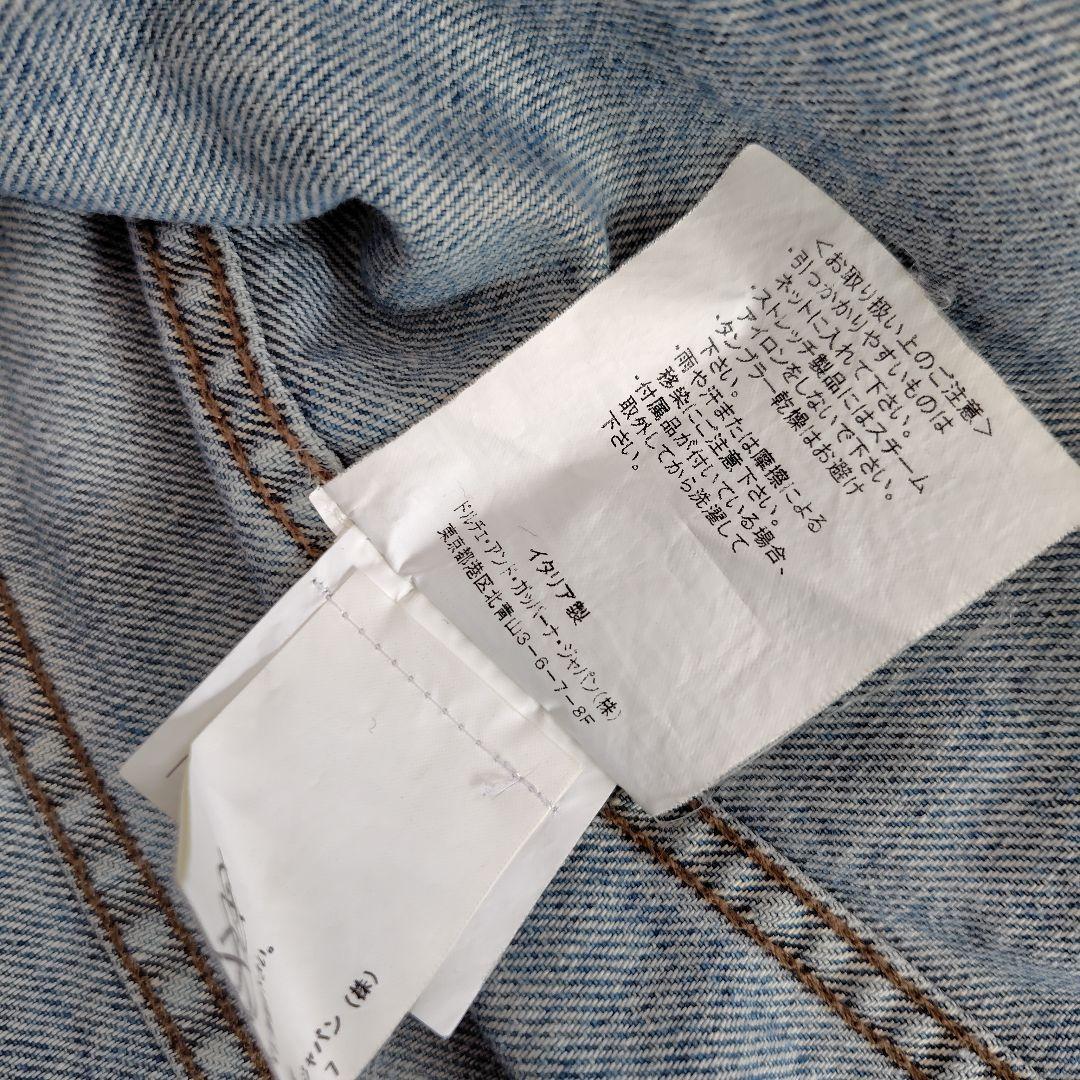 <お取り扱い上のご注意>
・引っかかりやすいものは
ネットに入れて下さい。
・ストレッチ製品にはスチーム
アイロンをしないで下さい。
・タンブラー乾燥はお避け
下さい。
・雨や汗または摩擦による
移染にご注意下さい。
・付属品が付いている場合、
取外してから洗濯して
下さい。
イタリア製
ドルチェ・アンド・ガッバーナ・ジャパン(株)
東京都港区北青山3-6-7-8F
い。
ャパン(株)